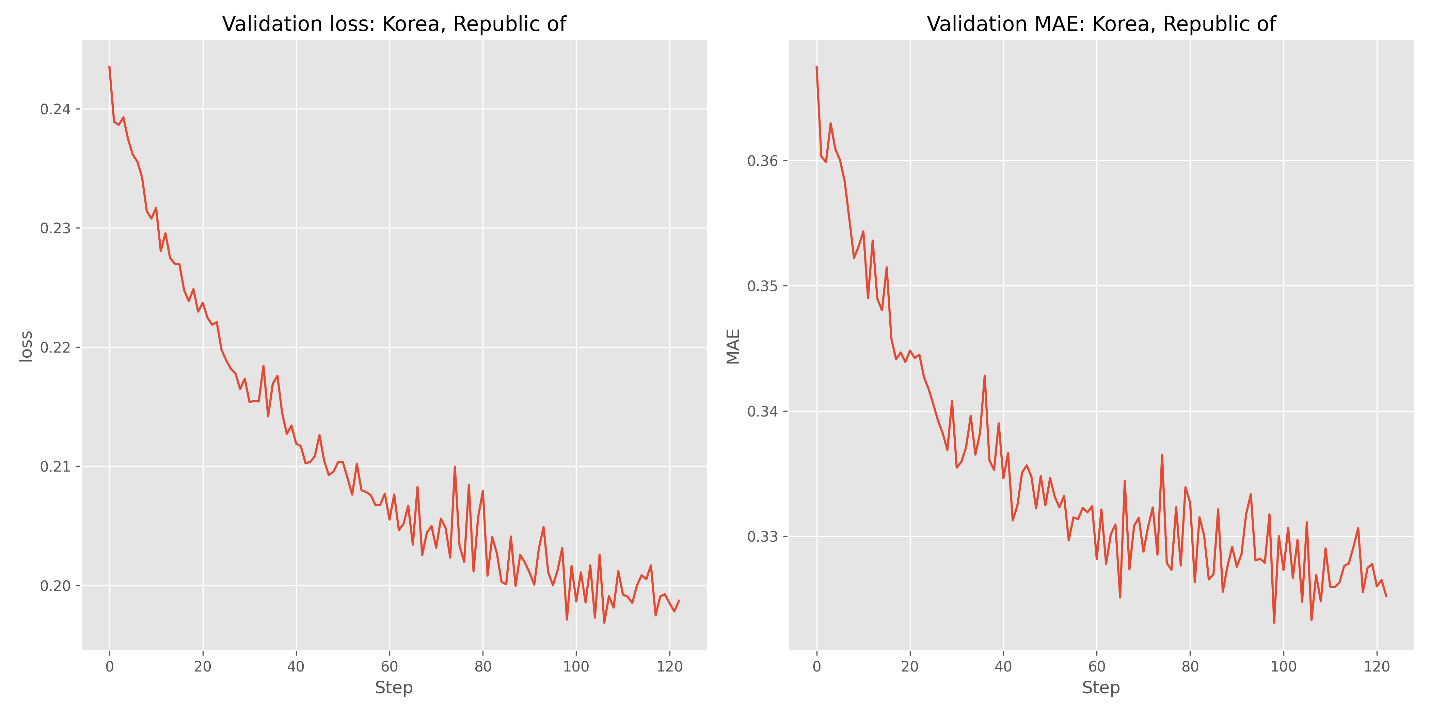 Validation loss: Korea, Republic of
loss
0.24
0.23
0.22
0.21
0.20
0 20 40 60 80 100 120
Step
Validation MAE: Korea, Republic of
MAE
0.36
0.35
0.34
0.33
0 20 40 60 80 100 120
Step